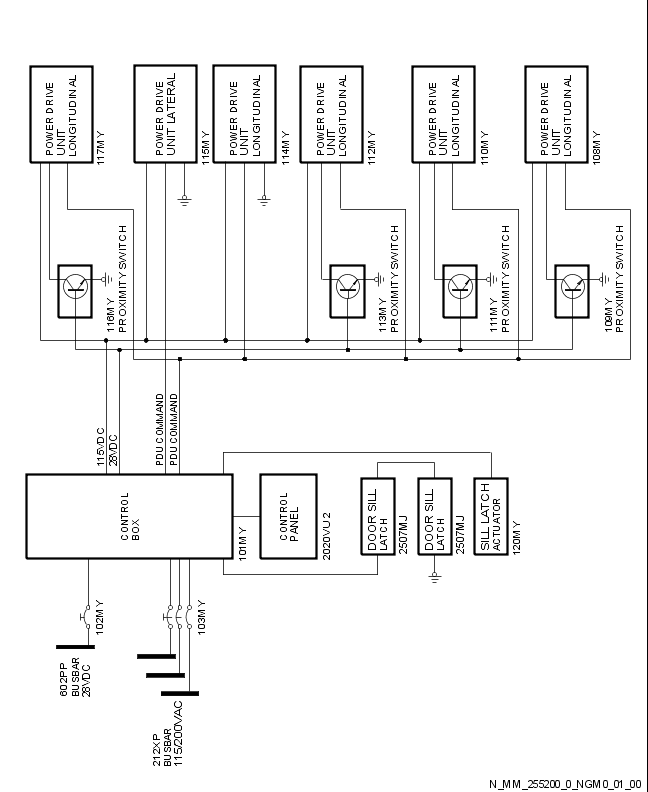 POWER DRIVE
UNIT
LONGITUDINAL
117MY
POWER DRIVE
UNIT LATERAL
115MY
POWER DRIVE
UNIT
LONGITUDINAL
114MY
POWER DRIVE
UNIT
LONGITUDINAL
112MY
POWER DRIVE
UNIT
LONGITUDINAL
110MY
POWER DRIVE
UNIT
LONGITUDINAL
108MY
116MY
PROXIMITY SWITCH
113MY
PROXIMITY SWITCH
111MY
PROXIMITY SWITCH
109MY
PROXIMITY SWITCH
115VDC
28VDC
PDU COMMAND
PDU COMMAND
CONTROL
BOX
101MY
CONTROL
PANEL
2020VU2
DOOR SILL
LATCH
2507MJ
DOOR SILL
LATCH
2507MJ
SILL LATCH
ACTUATOR
120MY
102MY
103MY
602PP
BUSBAR
28VDC
212XP
BUSBAR
115/200VAC
N_MM_255200_0_NGM0_01_00